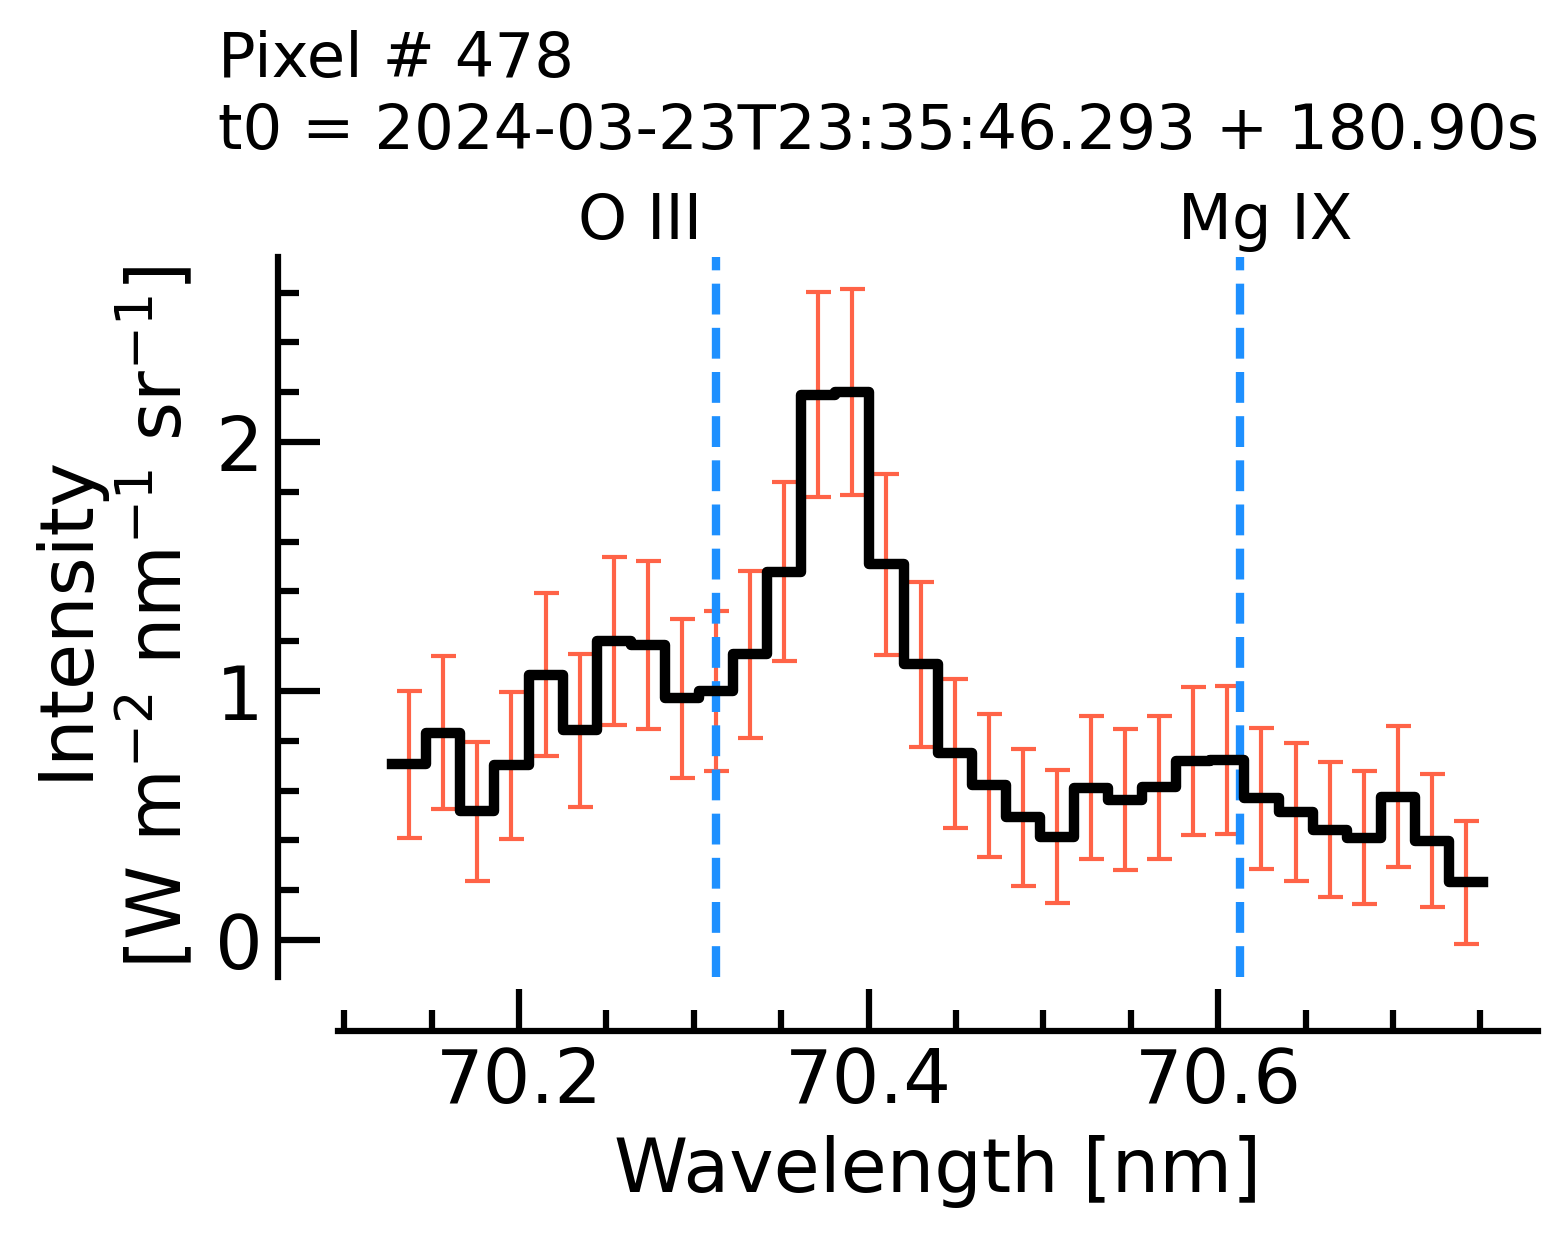 Pixel # 478
t0 = 2024-03-23T23:35:46.293 + 180.90s
O III
Mg IX
Intensity
[W m⁻² nm⁻¹ sr⁻¹]
2
1
0
70.2
70.4
70.6
Wavelength [nm]